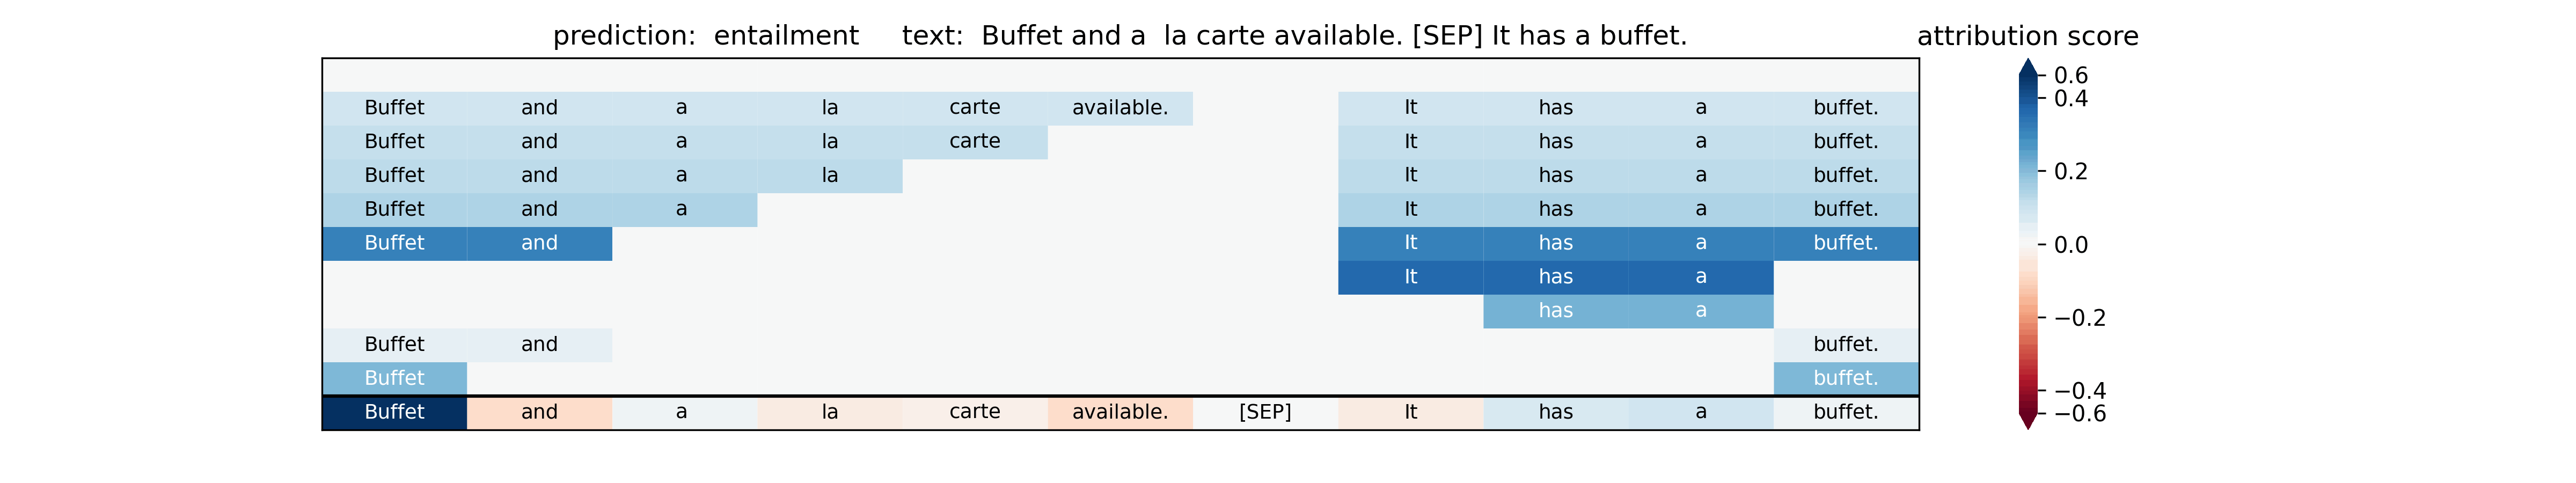 prediction: entailment text: Buffet and a la carte available. [SEP] It has a buffet. attribution score
Buffet and a la carte available. It has a buffet.
Buffet and a la carte It has a buffet.
Buffet and a la It has a buffet.
Buffet and a It has a buffet.
Buffet and It has a buffet.
It has a
has a
Buffet and buffet.
Buffet buffet.
Buffet and a la carte available. [SEP] It has a buffet.
0.6
0.4
0.2
0.0
−0.2
−0.4
−0.6